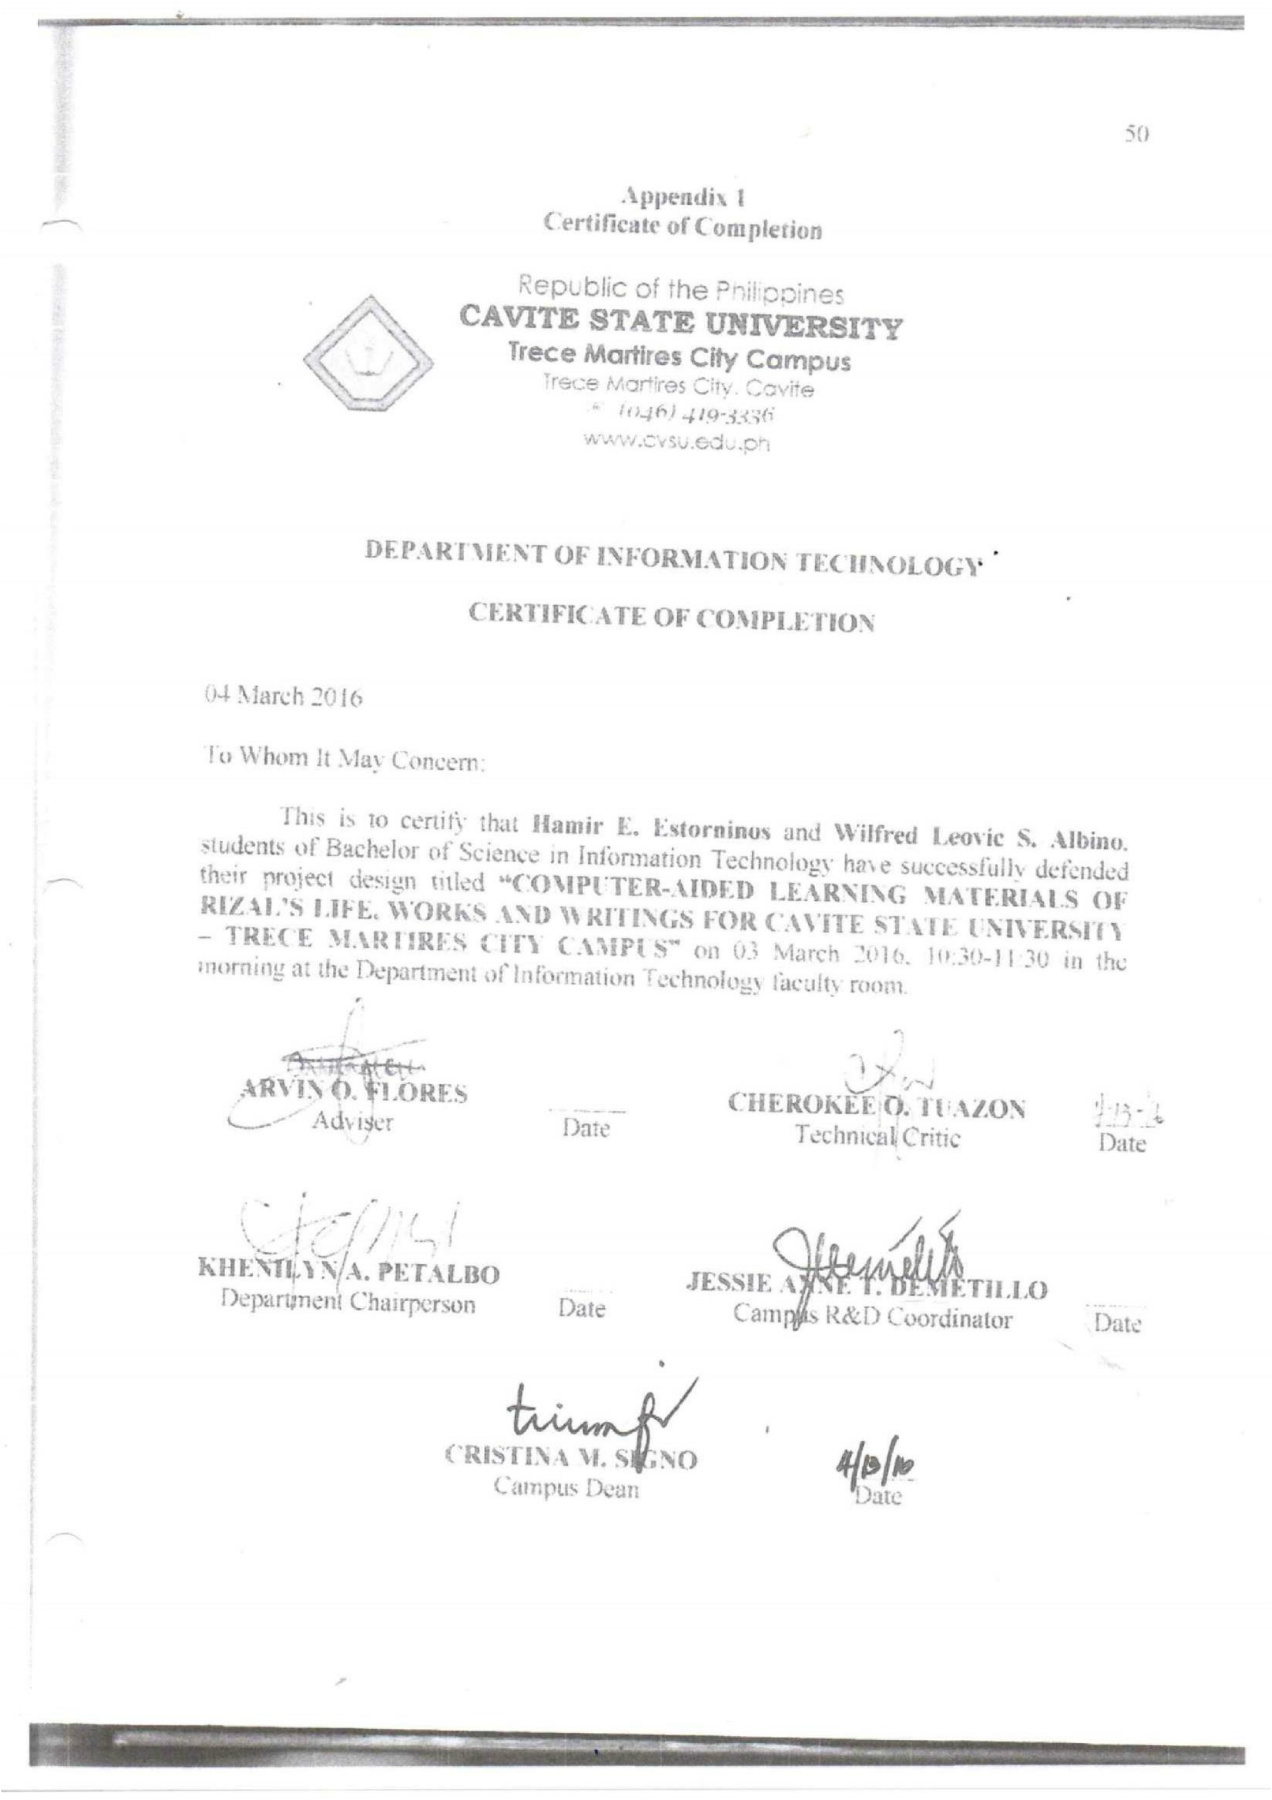 50
Appendix 1
Certificate of Completion
Republic of the Philippines
CAVITE STATE UNIVERSITY
Trece Martires City Campus
Trece Martires City, Cavite
(046) 419-3336
www.cvsu.edu.ph
DEPARTMENT OF INFORMATION TECHNOLOGY
CERTIFICATE OF COMPLETION
04 March 2016
To Whom It May Concern:
This is to certify that Hamir E. Estorninos and Wilfred Leovic S. Albino,
students of Bachelor of Science in Information Technology have successfully defended
their project design titled “COMPUTER-AIDED LEARNING MATERIALS OF
RIZAL'S LIFE, WORKS AND WRITINGS FOR CAVITE STATE UNIVERSITY
– TRECE MARTIRES CITY CAMPUS” on 03 March 2016, 10:30-11:30 in the
morning at the Department of Information Technology faculty room.
ARVIN O. FLORES
Adviser
Date
CHEROKEE O. TUAZON
Technical Critic
Date
KHENILYN A. PETALBO
Department Chairperson
Date
JESSIE ANNE T. DEMETILLO
Campus R&D Coordinator
Date
CRISTINA M. SIGNO
Campus Dean
4/13/16
Date